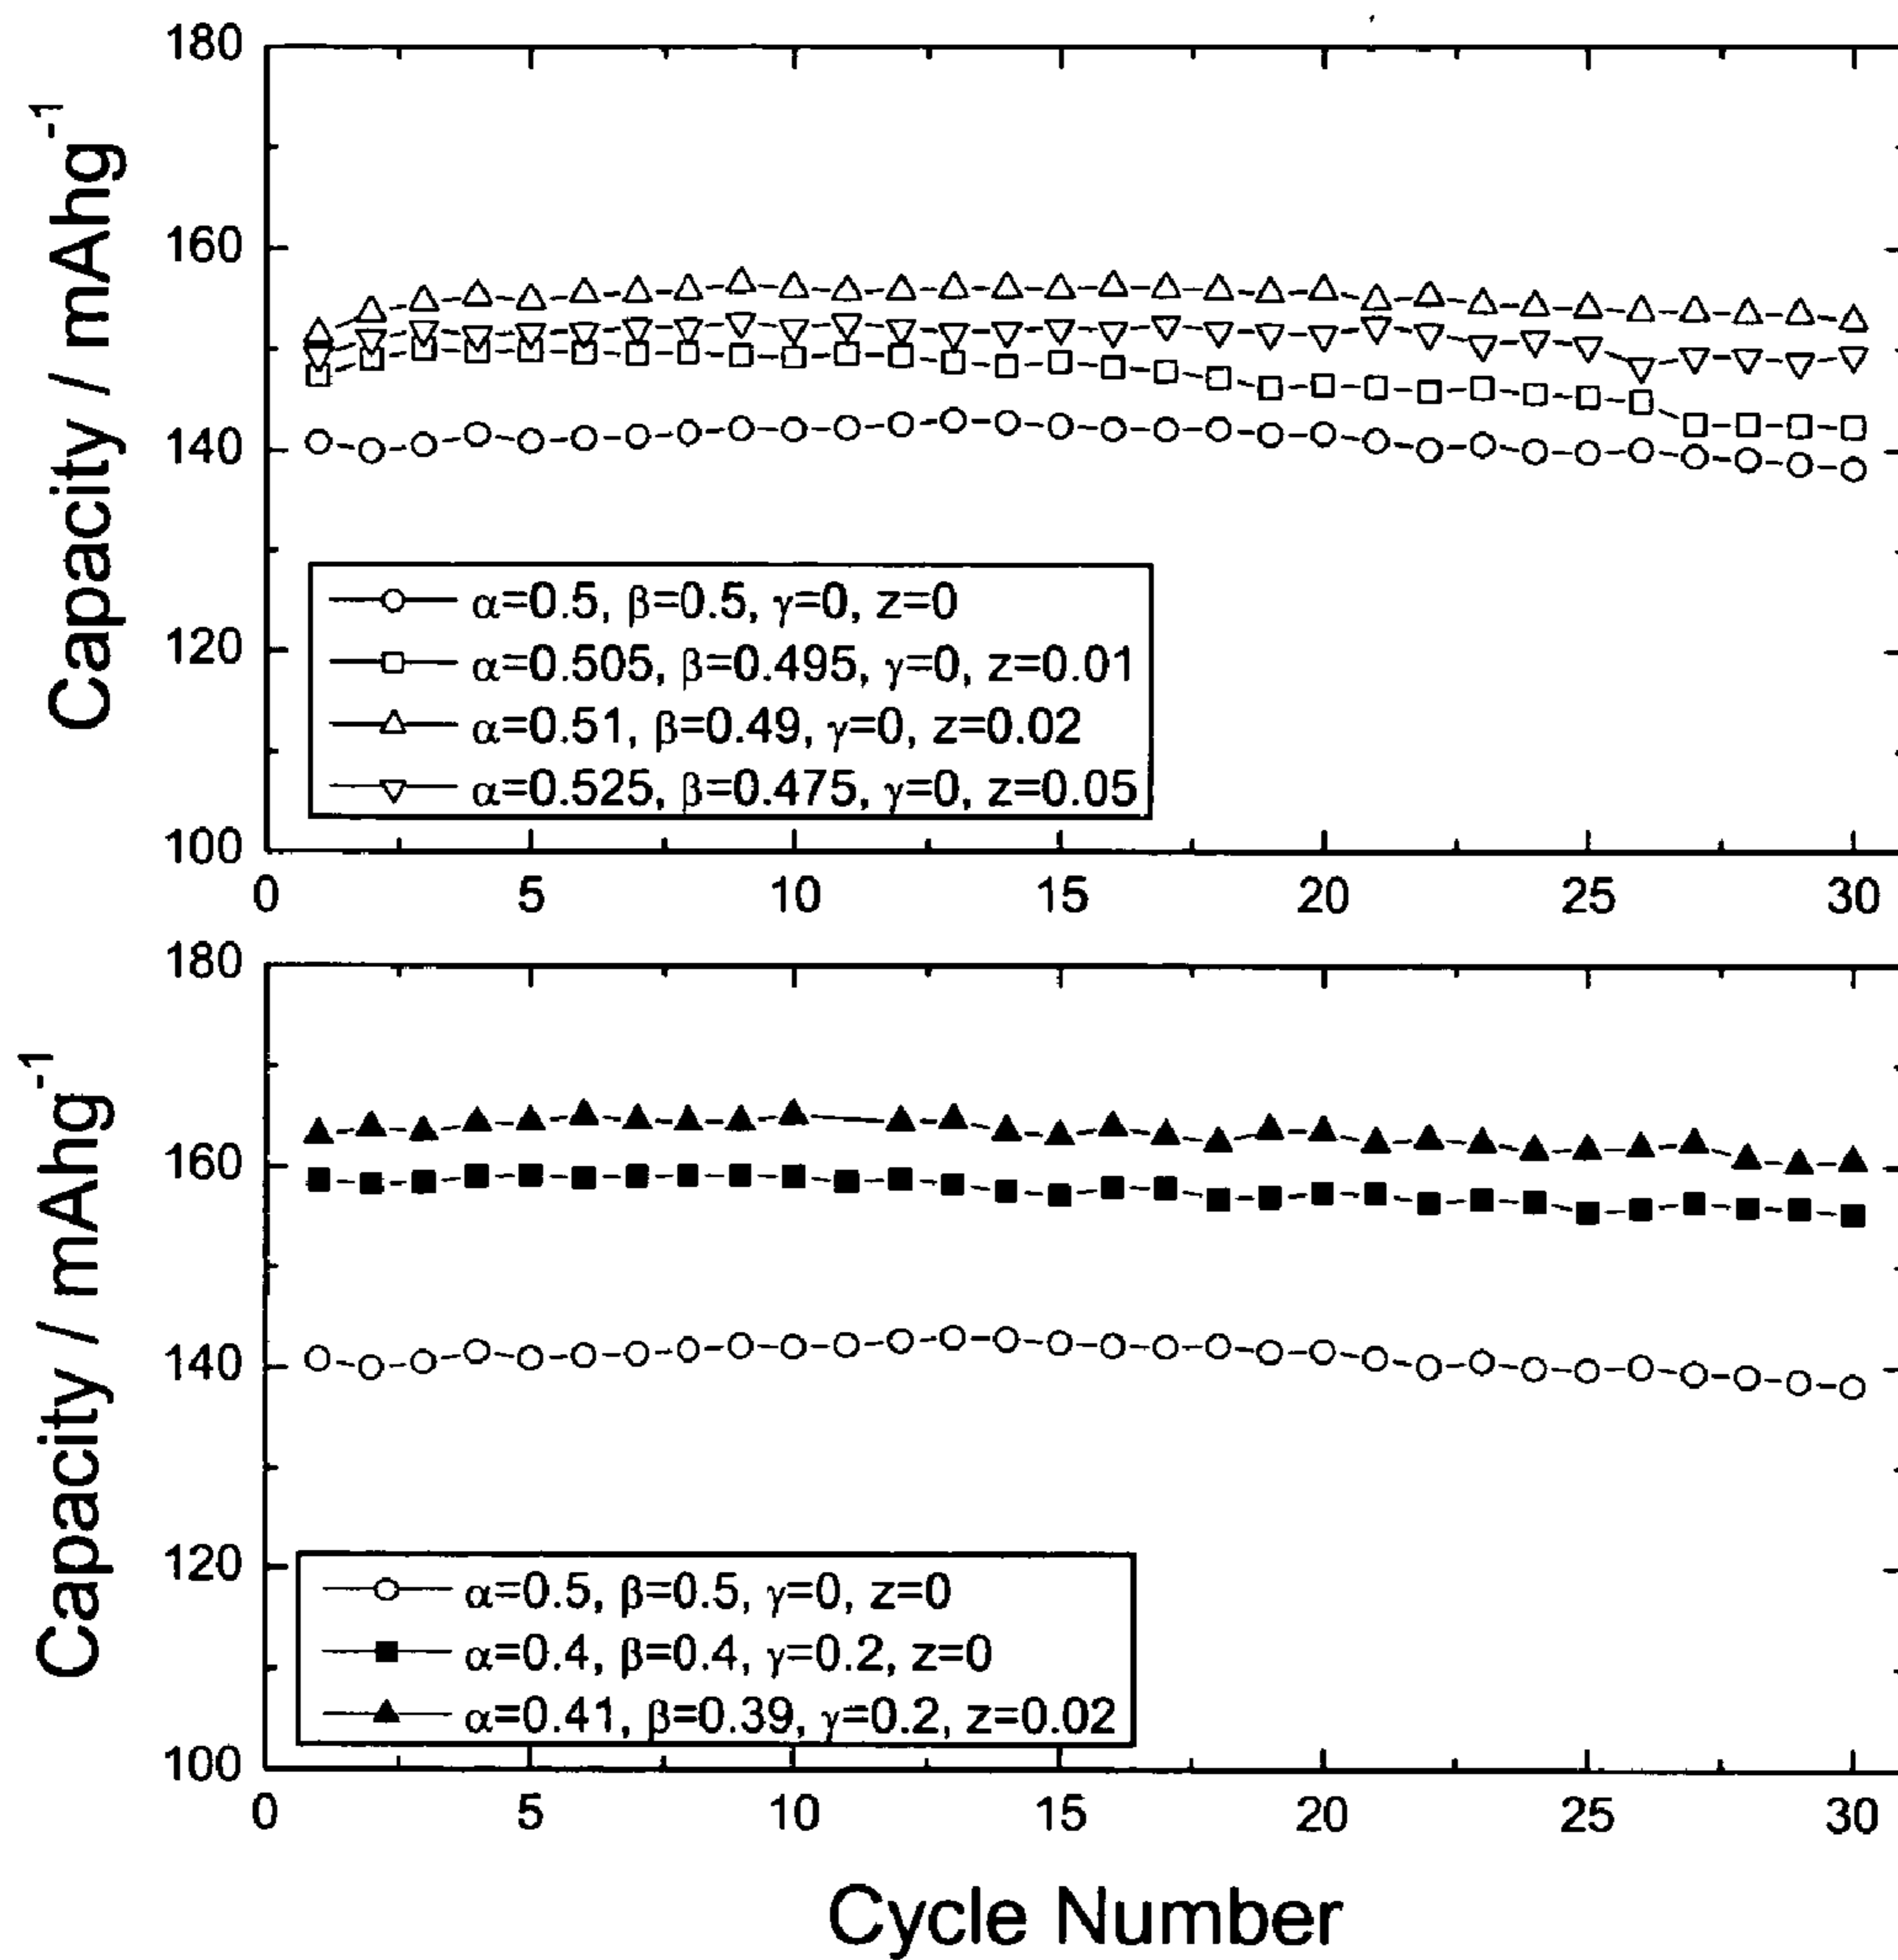 Capacity / mAhg⁻¹
180
160
140
120
100
α=0.5, β=0.5, γ=0, z=0
α=0.505, β=0.495, γ=0, z=0.01
α=0.51, β=0.49, γ=0, z=0.02
α=0.525, β=0.475, γ=0, z=0.05
0 5 10 15 20 25 30
Capacity / mAhg⁻¹
180
160
140
120
100
α=0.5, β=0.5, γ=0, z=0
α=0.4, β=0.4, γ=0.2, z=0
α=0.41, β=0.39, γ=0.2, z=0.02
0 5 10 15 20 25 30
Cycle Number